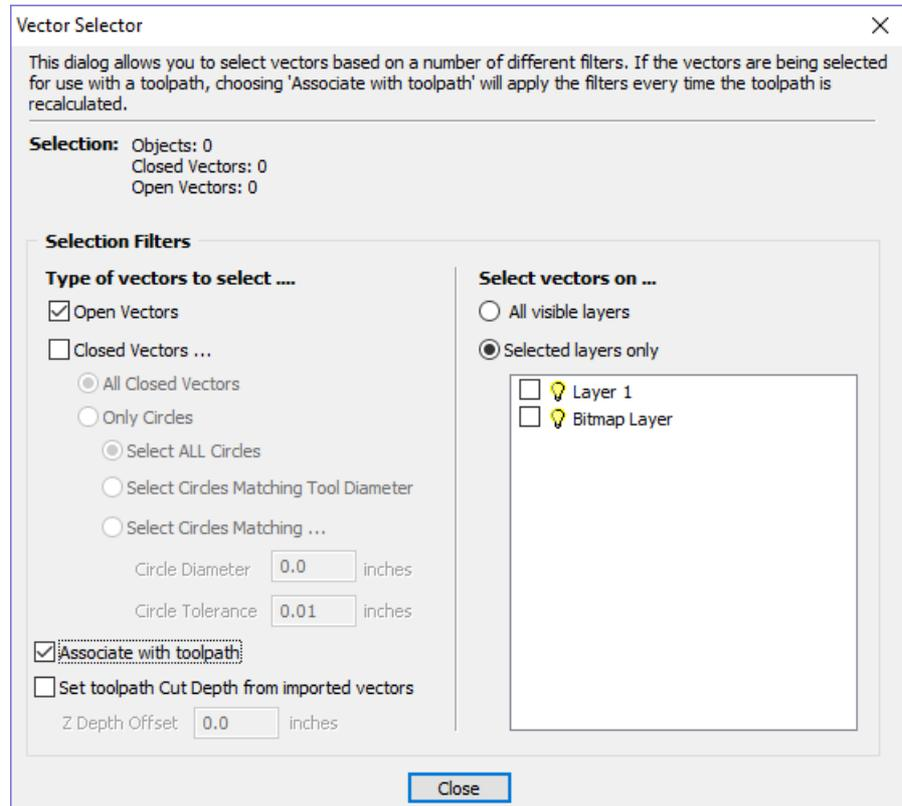 Vector Selector
This dialog allows you to select vectors based on a number of different filters. If the vectors are being selected
for use with a toolpath, choosing 'Associate with toolpath' will apply the filters every time the toolpath is
recalculated.
Selection: Objects: 0
Closed Vectors: 0
Open Vectors: 0
Selection Filters
Type of vectors to select ....
Open Vectors
Closed Vectors ...
All Closed Vectors
Only Circles
Select ALL Circles
Select Circles Matching Tool Diameter
Select Circles Matching ...
Circle Diameter 0.0 inches
Circle Tolerance 0.01 inches
Associate with toolpath
Set toolpath Cut Depth from imported vectors
Z Depth Offset 0.0 inches
Select vectors on ...
All visible layers
Selected layers only
Layer 1
Bitmap Layer
Close